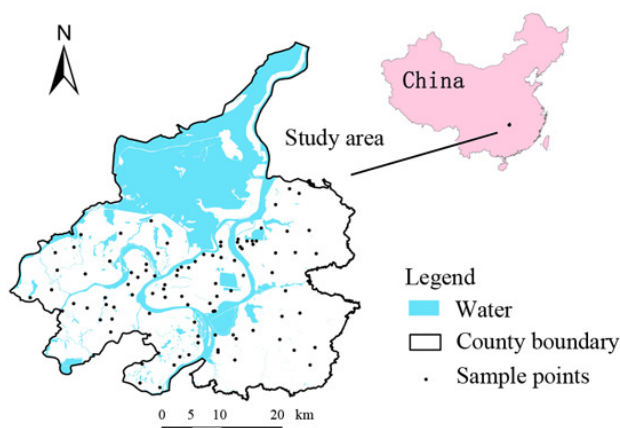 N
China
Study area
Legend
Water
County boundary
Sample points
0 5 10 20 km